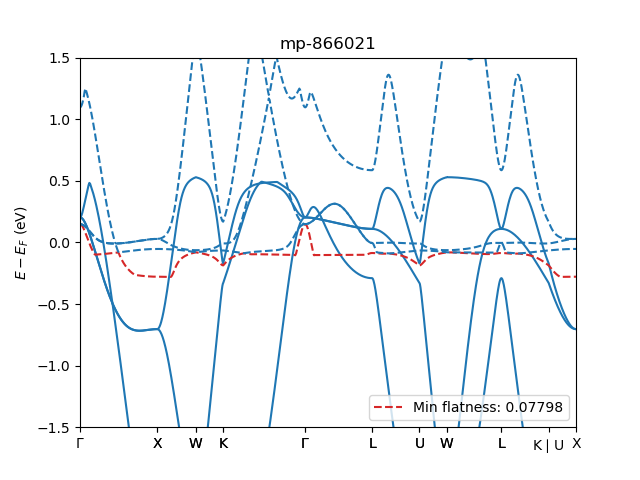 mp-866021
1.5
1.0
0.5
0.0
−0.5
−1.0
−1.5
E − E_F (eV)
Min flatness: 0.07798
Γ X W K Γ L U W L K | U X